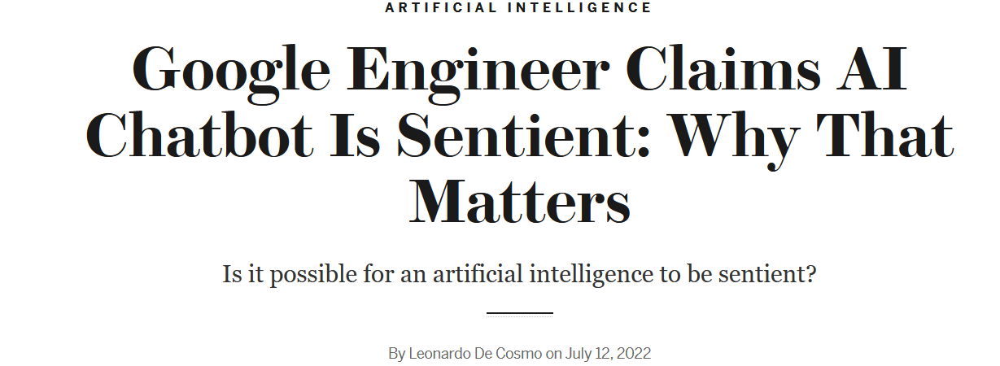 ARTIFICIAL INTELLIGENCE
Google Engineer Claims AI
Chatbot Is Sentient: Why That
Matters
Is it possible for an artificial intelligence to be sentient?
By Leonardo De Cosmo on July 12, 2022